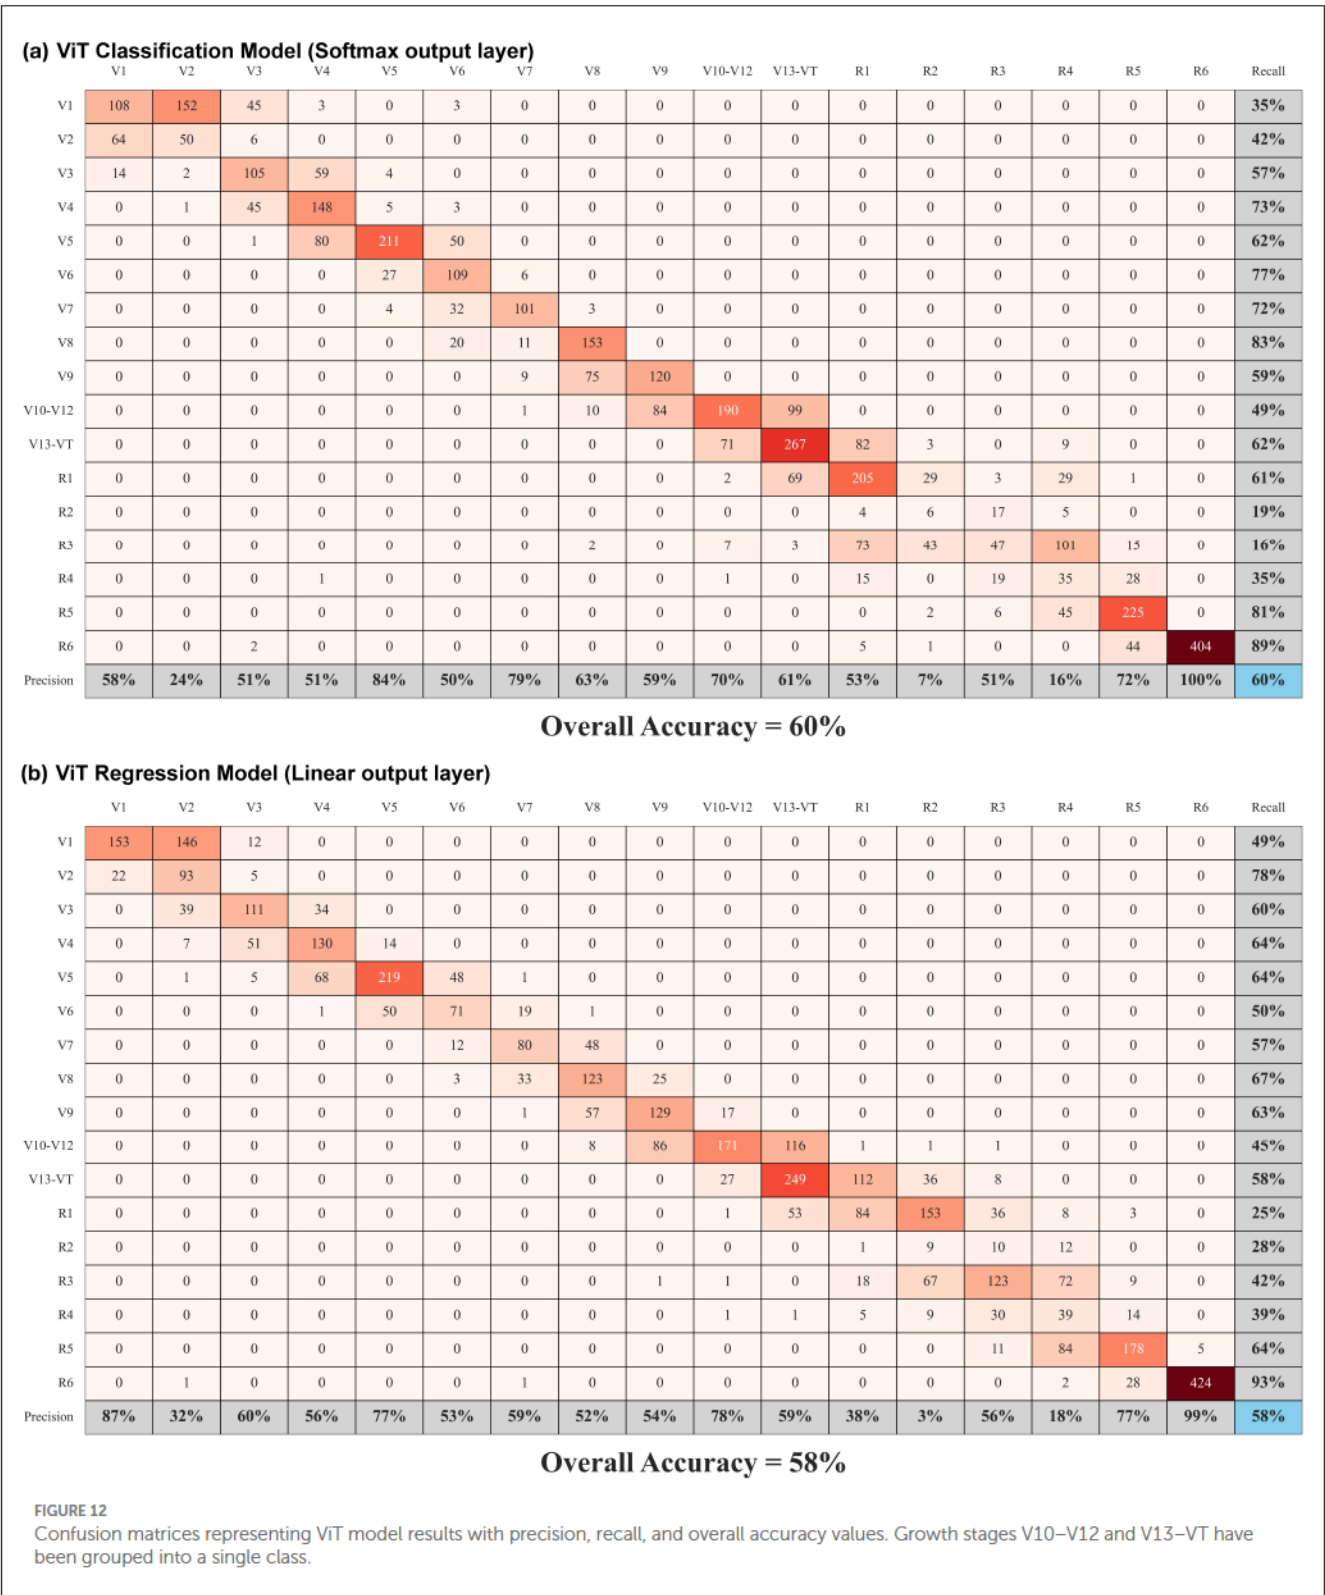 (a) ViT Classification Model (Softmax output layer)
V1 V2 V3 V4 V5 V6 V7 V8 V9 V10-V12 V13-VT R1 R2 R3 R4 R5 R6 Recall
V1 108 152 45 3 0 3 0 0 0 0 0 0 0 0 0 0 0 35%
V2 64 50 6 0 0 0 0 0 0 0 0 0 0 0 0 0 0 42%
V3 14 2 105 59 4 0 0 0 0 0 0 0 0 0 0 0 0 57%
V4 0 1 45 148 5 3 0 0 0 0 0 0 0 0 0 0 0 73%
V5 0 0 1 80 211 50 0 0 0 0 0 0 0 0 0 0 0 62%
V6 0 0 0 0 27 109 6 0 0 0 0 0 0 0 0 0 0 77%
V7 0 0 0 0 4 32 101 3 0 0 0 0 0 0 0 0 0 72%
V8 0 0 0 0 0 20 11 153 0 0 0 0 0 0 0 0 0 83%
V9 0 0 0 0 0 0 9 75 120 0 0 0 0 0 0 0 0 59%
V10-V12 0 0 0 0 0 0 1 10 84 190 99 0 0 0 0 0 0 49%
V13-VT 0 0 0 0 0 0 0 0 0 71 267 82 3 0 9 0 0 62%
R1 0 0 0 0 0 0 0 0 0 2 69 205 29 3 29 1 0 61%
R2 0 0 0 0 0 0 0 0 0 0 0 4 6 17 5 0 0 19%
R3 0 0 0 0 0 0 0 2 0 7 3 73 43 47 101 15 0 16%
R4 0 0 0 1 0 0 0 0 0 1 0 15 0 19 35 28 0 35%
R5 0 0 0 0 0 0 0 0 0 0 0 0 2 6 45 225 0 81%
R6 0 0 2 0 0 0 0 0 0 0 0 5 1 0 0 44 404 89%
Precision 58% 24% 51% 51% 84% 50% 79% 63% 59% 70% 61% 53% 7% 51% 16% 72% 100% 60%
Overall Accuracy = 60%
(b) ViT Regression Model (Linear output layer)
V1 V2 V3 V4 V5 V6 V7 V8 V9 V10-V12 V13-VT R1 R2 R3 R4 R5 R6 Recall
V1 153 146 12 0 0 0 0 0 0 0 0 0 0 0 0 0 0 49%
V2 22 93 5 0 0 0 0 0 0 0 0 0 0 0 0 0 0 78%
V3 0 39 111 34 0 0 0 0 0 0 0 0 0 0 0 0 0 60%
V4 0 7 51 130 14 0 0 0 0 0 0 0 0 0 0 0 0 64%
V5 0 1 5 68 219 48 1 0 0 0 0 0 0 0 0 0 0 64%
V6 0 0 0 1 50 71 19 1 0 0 0 0 0 0 0 0 0 50%
V7 0 0 0 0 0 12 80 48 0 0 0 0 0 0 0 0 0 57%
V8 0 0 0 0 0 3 33 123 25 0 0 0 0 0 0 0 0 67%
V9 0 0 0 0 0 0 1 57 129 17 0 0 0 0 0 0 0 63%
V10-V12 0 0 0 0 0 0 0 8 86 171 116 1 1 1 0 0 0 45%
V13-VT 0 0 0 0 0 0 0 0 0 27 249 112 36 8 0 0 0 58%
R1 0 0 0 0 0 0 0 0 0 1 53 84 153 36 8 3 0 25%
R2 0 0 0 0 0 0 0 0 0 0 0 1 9 10 12 0 0 28%
R3 0 0 0 0 0 0 0 0 1 1 0 18 67 123 72 9 0 42%
R4 0 0 0 0 0 0 0 0 0 1 1 5 9 30 39 14 0 39%
R5 0 0 0 0 0 0 0 0 0 0 0 0 0 11 84 178 5 64%
R6 0 1 0 0 0 0 1 0 0 0 0 0 0 0 2 28 424 93%
Precision 87% 32% 60% 56% 77% 53% 59% 52% 54% 78% 59% 38% 3% 56% 18% 77% 99% 58%
Overall Accuracy = 58%
FIGURE 12
Confusion matrices representing ViT model results with precision, recall, and overall accuracy values. Growth stages V10–V12 and V13–VT have
been grouped into a single class.